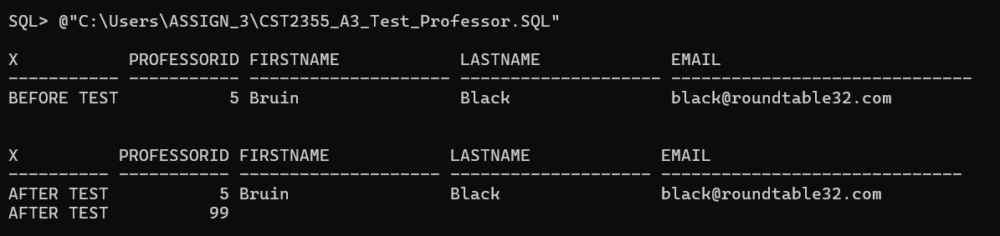 SQL> @"C:\Users\ASSIGN_3\CST2355_A3_Test_Professor.SQL"
X           PROFESSORID FIRSTNAME            LASTNAME             EMAIL
----------- ----------- -------------------- -------------------- ------------------------------
BEFORE TEST           5 Bruin                Black                black@roundtable32.com
X          PROFESSORID FIRSTNAME            LASTNAME             EMAIL
---------- ----------- -------------------- -------------------- ------------------------------
AFTER TEST           5 Bruin                Black                black@roundtable32.com
AFTER TEST          99